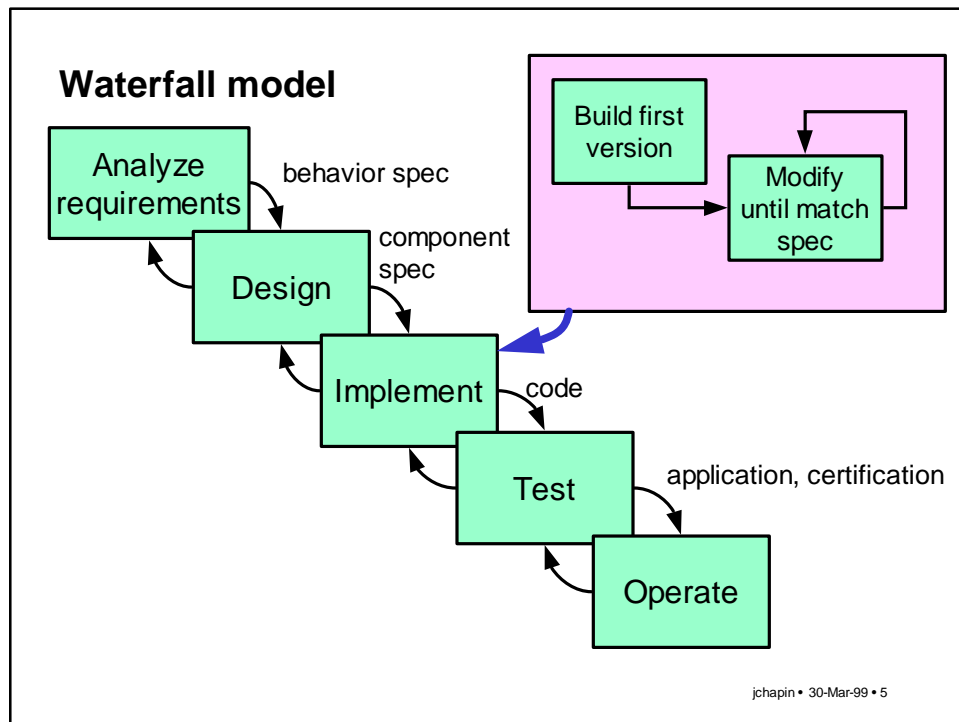 Waterfall model
Analyze
requirements
behavior spec
Design
component
spec
Implement
code
Test
application, certification
Operate
Build first
version
Modify
until match
spec
jchapin • 30-Mar-99 • 5